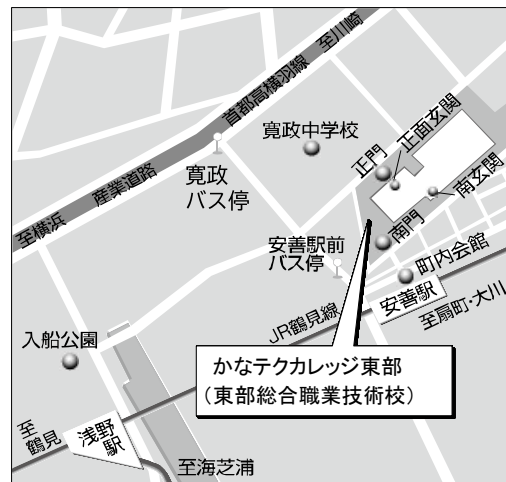 至川崎
首都高横羽線
寛政中学校
正門
正面玄関
南玄関
寛政
バス停
産業道路
至横浜
南門
安善駅前
バス停
町内会館
安善駅
至扇町・大川
JR鶴見線
入船公園
かなテクカレッジ東部
(東部総合職業技術校)
至
鶴見
浅野
駅
至海芝浦